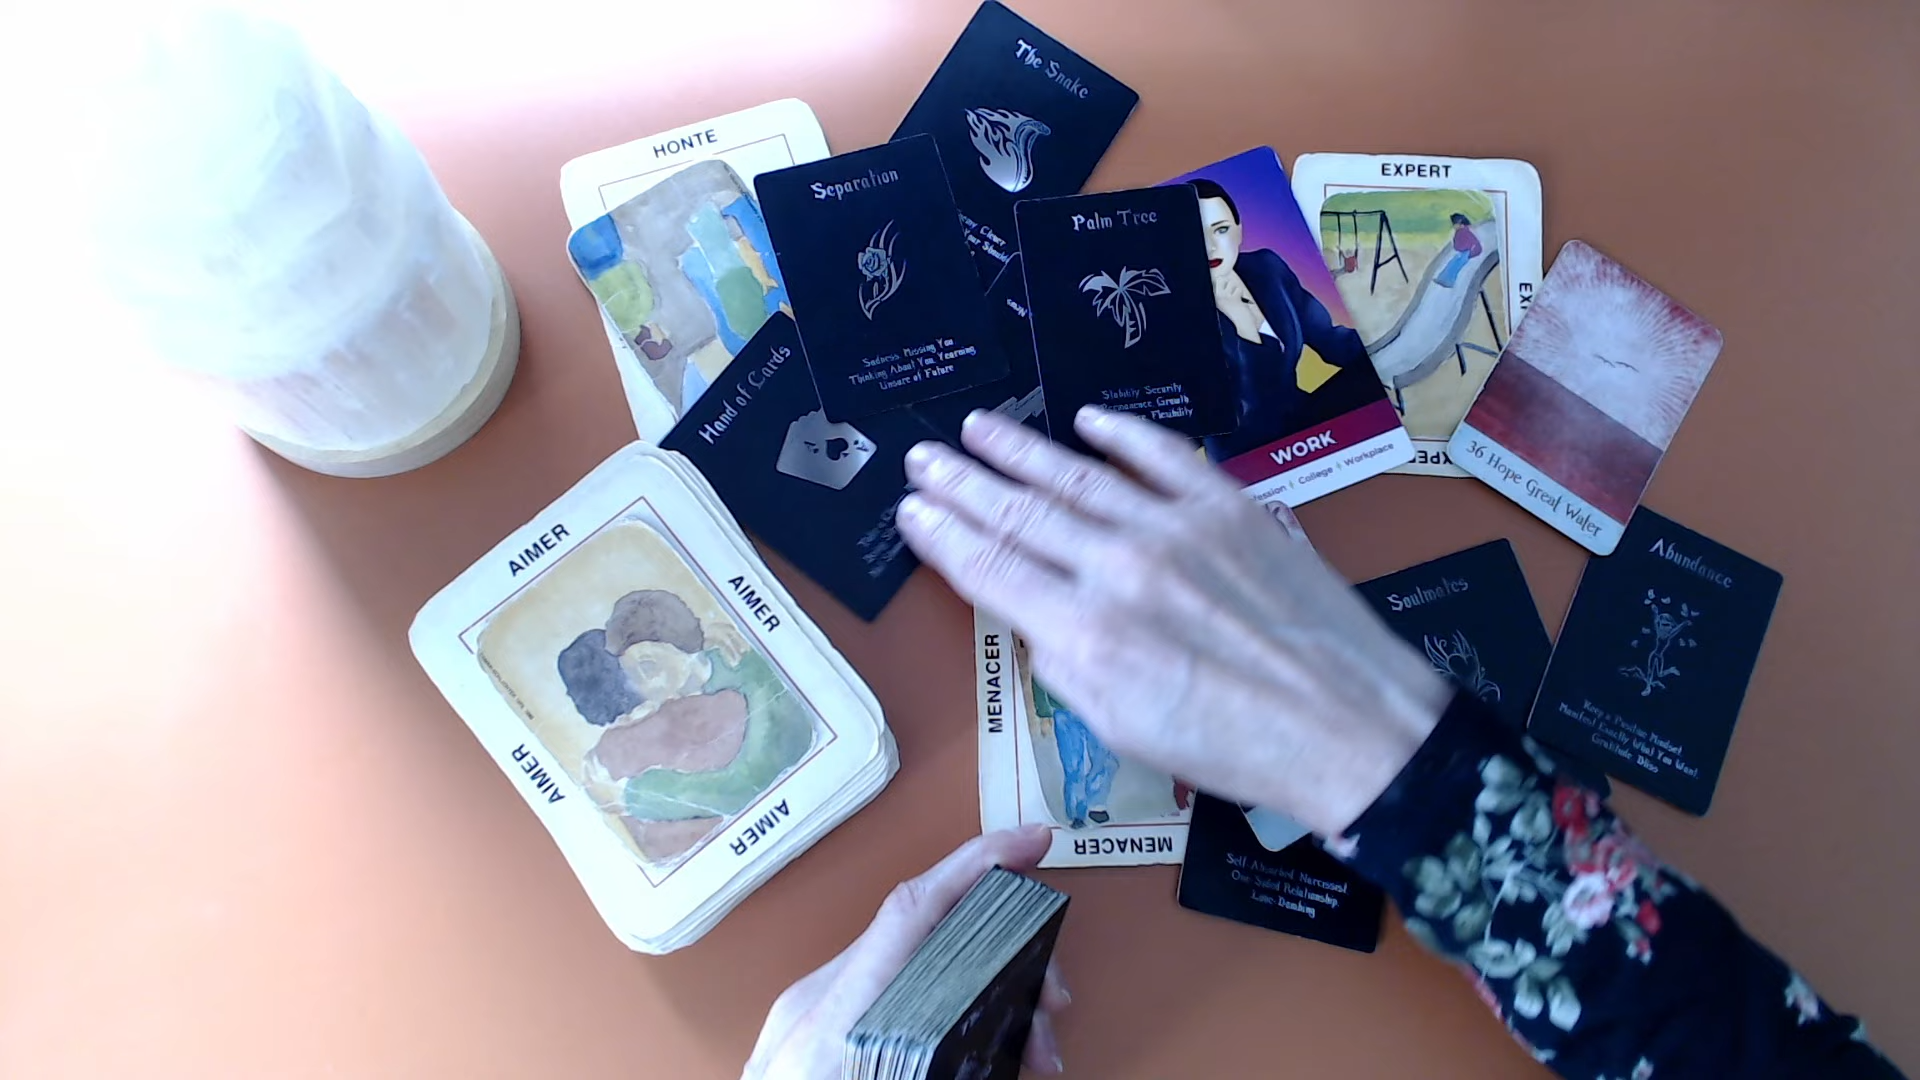 The Snake
HONTE
Separation
Sadness Missing You
Thinking About You Yearning
Unsure of Future
Palm Tree
Stability Security
Permanence Growth
Flexibility
EXPERT
WORK
College + Workplace
36 Hope Great Water
Hand of Cards
Abundance
Keep a Positive Mindset
Manifest Exactly What You Want
Gratitude Bliss
Soulmates
AIMER
AIMER
AIMER
AIMER
MENACER
MENACER
Self Absorbed Narcissist
One-Sided Relationship
Love-Bombing